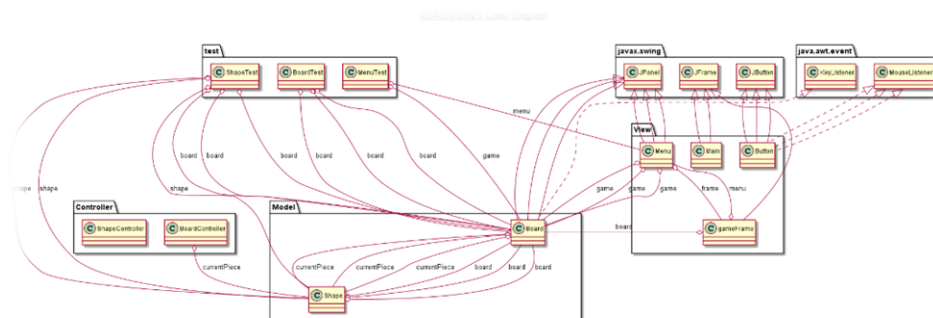 test
javax.swing
java.awt.event
C ShapeTest
C BoardTest
C MenuTest
C JPanel
C JFrame
C JButton
C KeyListener
C MouseListener
menu
View
C Menu
C Main
C Button
shape
shape
board
board
shape
board
board
board
game
game
game
game
frame
menu
Controller
C ShapeController
C BoardController
Model
C Board
board
C gameFrame
currentPiece
currentPiece
currentPiece
currentPiece
board
board
board
C Shape